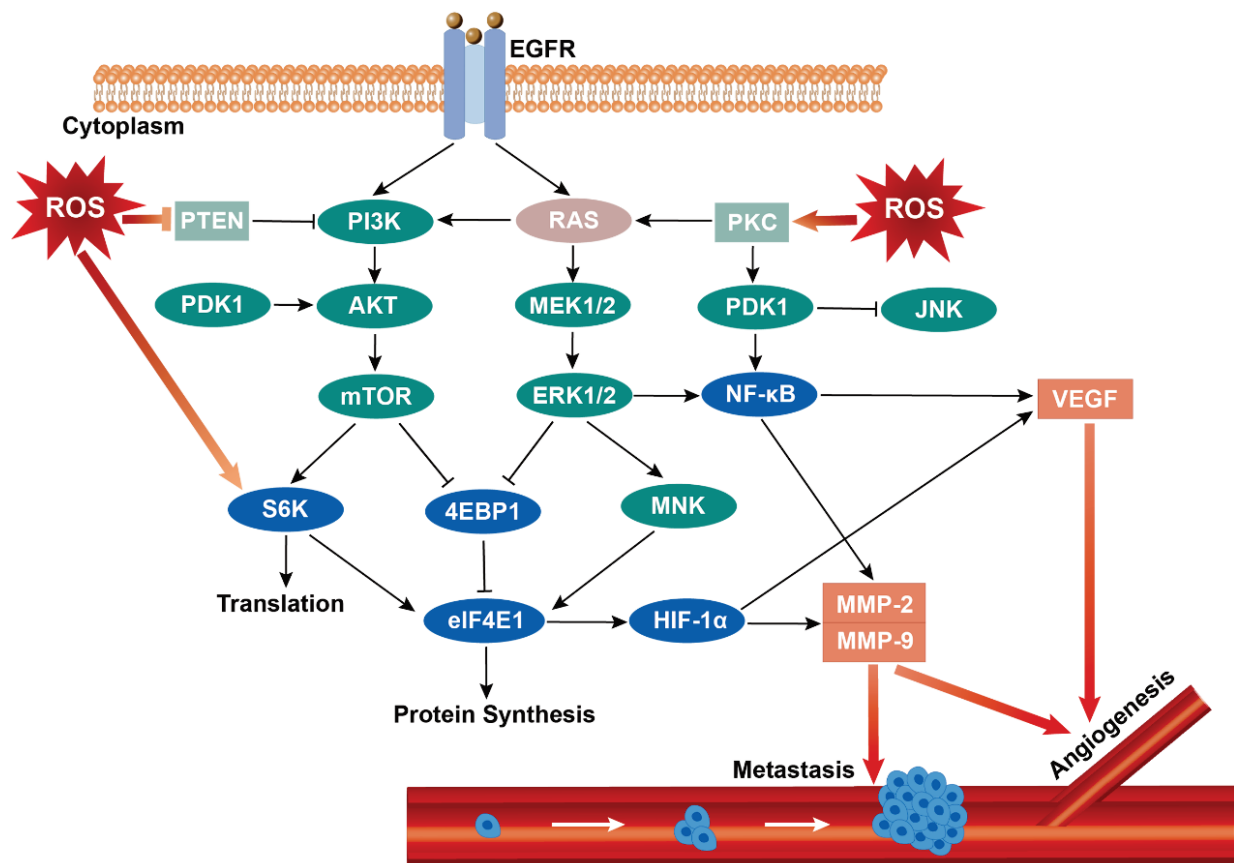 EGFR
Cytoplasm
ROS
PTEN
PI3K
RAS
PKC
ROS
PDK1
AKT
MEK1/2
PDK1
JNK
mTOR
ERK1/2
NF-κB
VEGF
S6K
4EBP1
MNK
Translation
eIF4E1
HIF-1α
MMP-2
MMP-9
Protein Synthesis
Angiogenesis
Metastasis